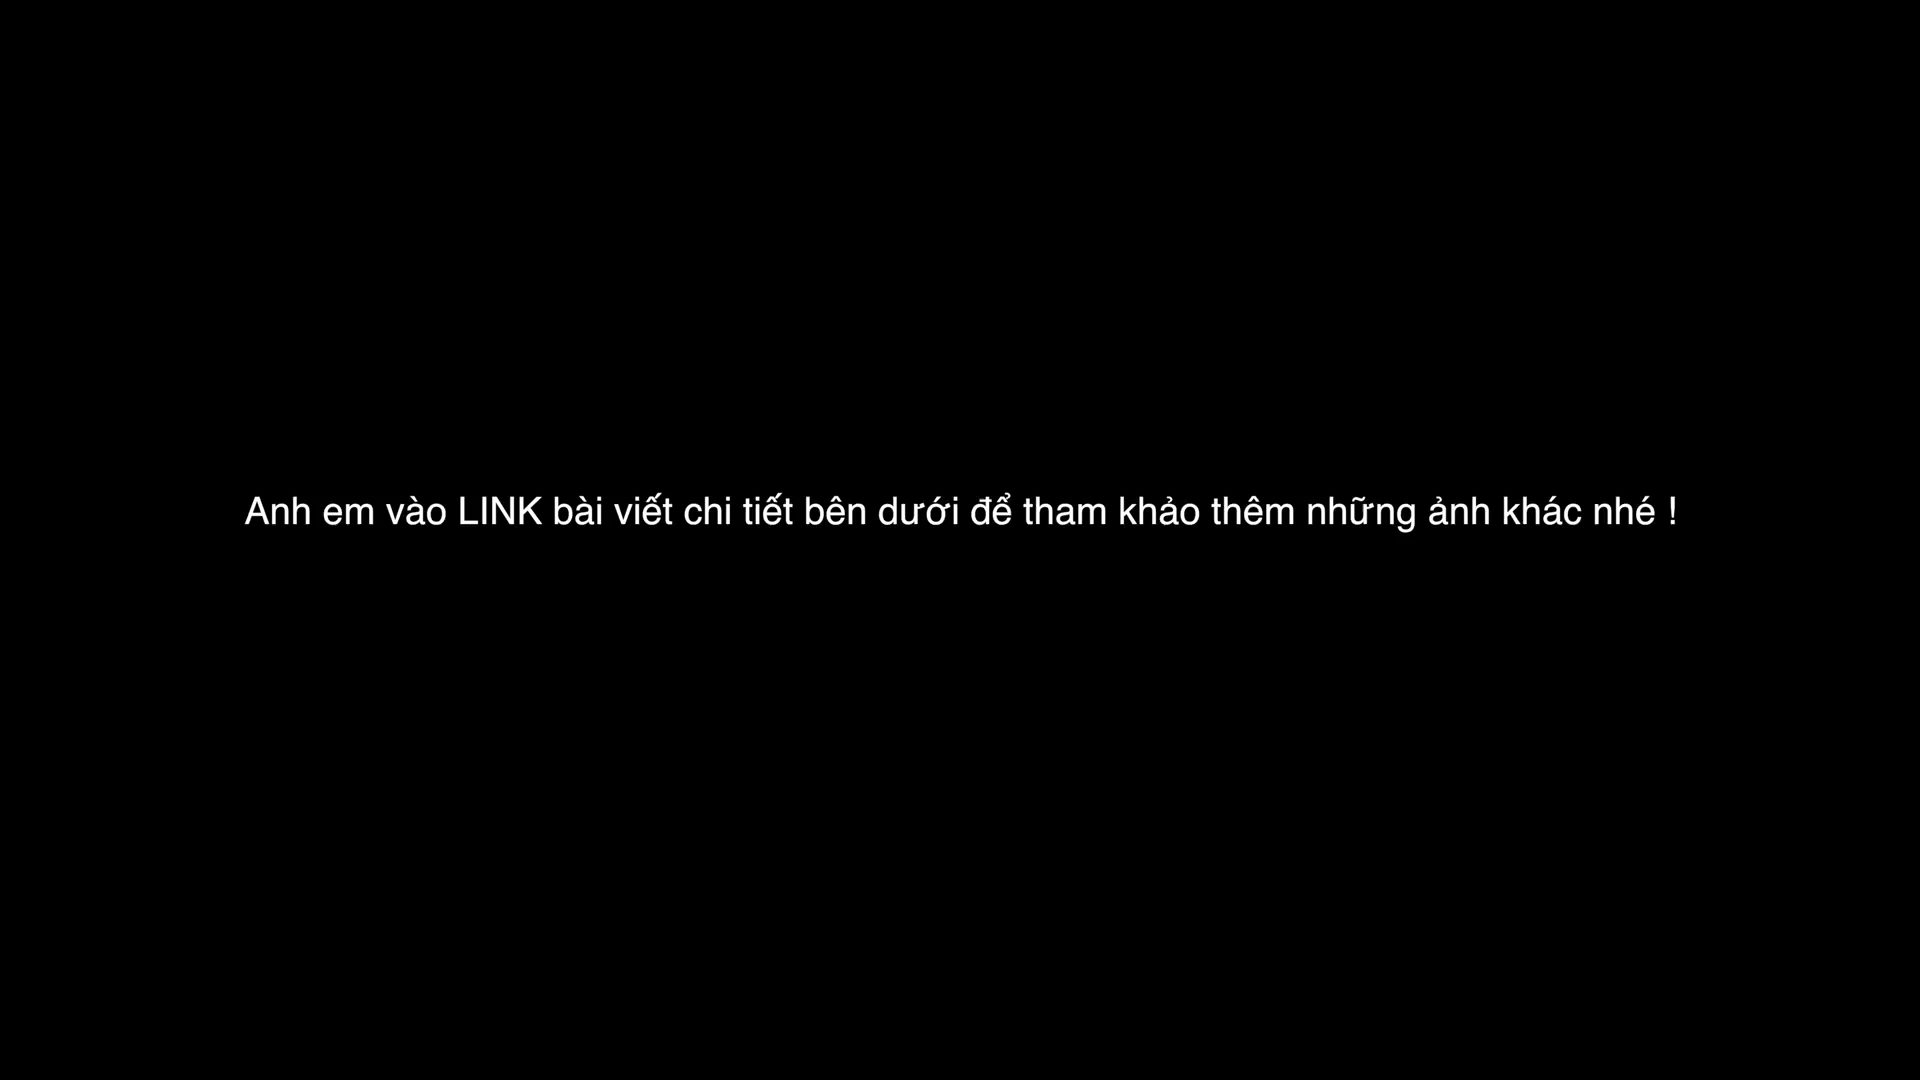 Anh em vào LINK bài viết chi tiết bên dưới để tham khảo thêm những ảnh khác nhé !